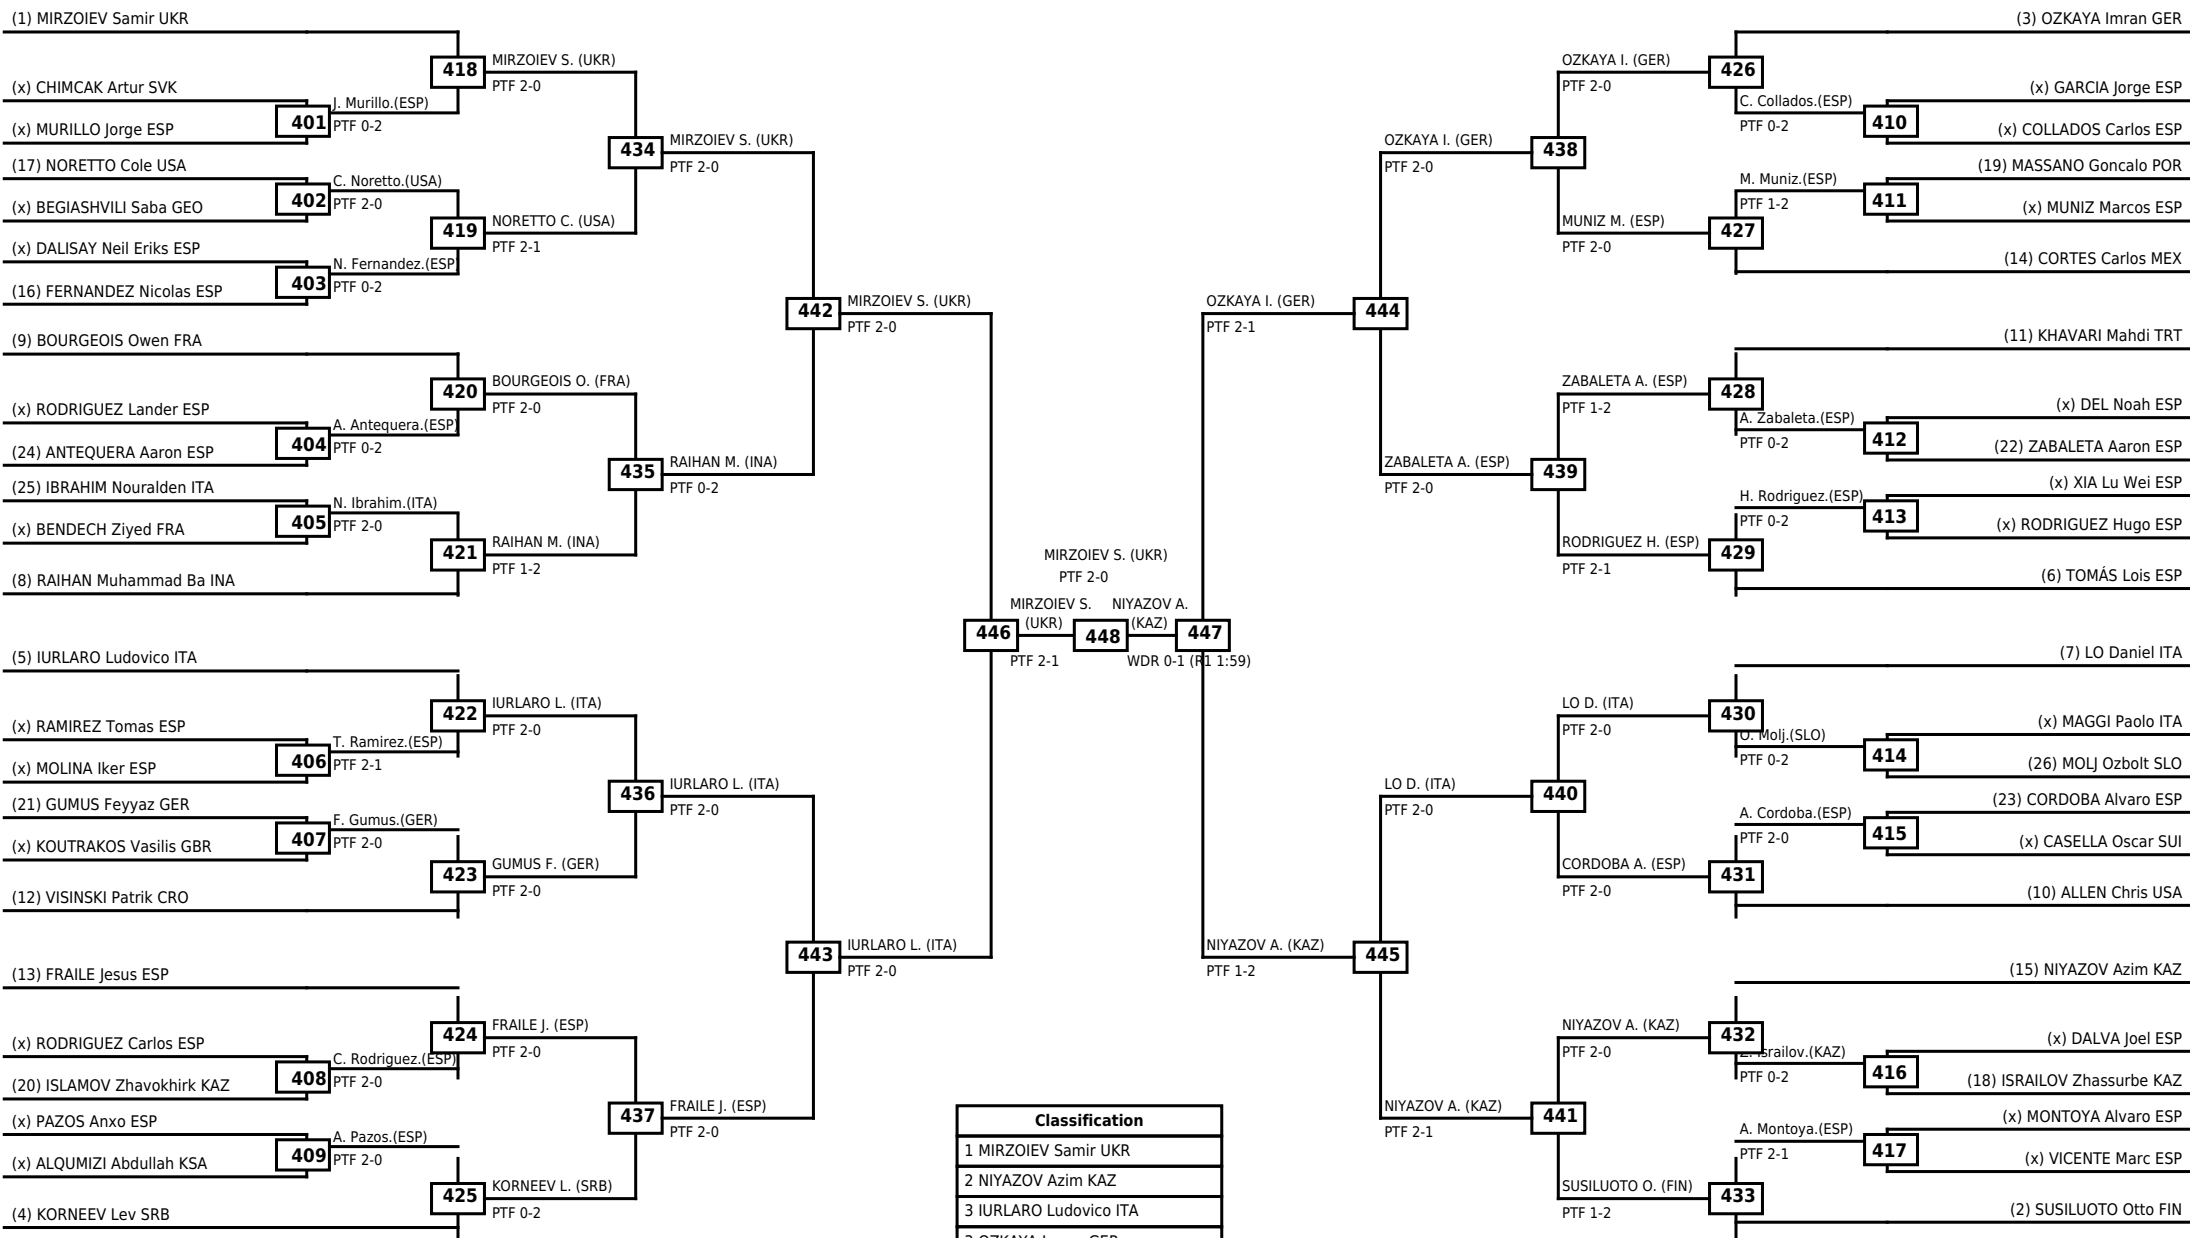 (1) MIRZOIEV Samir UKR
(x) CHIMCAK Artur SVK
(x) MURILLO Jorge ESP
(17) NORETTO Cole USA
(x) BEGIASHVILI Saba GEO
(x) DALISAY Neil Eriks ESP
(16) FERNANDEZ Nicolas ESP
(9) BOURGEOIS Owen FRA
(x) RODRIGUEZ Lander ESP
(24) ANTEQUERA Aaron ESP
(25) IBRAHIM Nouralden ITA
(x) BENDECH Ziyed FRA
(8) RAIHAN Muhammad Ba INA
(5) IURLARO Ludovico ITA
(x) RAMIREZ Tomas ESP
(x) MOLINA Iker ESP
(21) GUMUS Feyyaz GER
(x) KOUTRAKOS Vasilis GBR
(12) VISINSKI Patrik CRO
(13) FRAILE Jesus ESP
(x) RODRIGUEZ Carlos ESP
(20) ISLAMOV Zhavokhirk KAZ
(x) PAZOS Anxo ESP
(x) ALQUMIZI Abdullah KSA
(4) KORNEEV Lev SRB
401
J. Murillo.(ESP)
PTF 0-2
402
C. Noretto.(USA)
PTF 2-0
403
N. Fernandez.(ESP)
PTF 0-2
404
A. Antequera.(ESP)
PTF 0-2
405
N. Ibrahim.(ITA)
PTF 2-0
406
T. Ramirez.(ESP)
PTF 2-1
407
F. Gumus.(GER)
PTF 2-0
408
C. Rodriguez.(ESP)
PTF 2-0
409
A. Pazos.(ESP)
PTF 2-0
418
MIRZOIEV S. (UKR)
PTF 2-0
419
NORETTO C. (USA)
PTF 2-1
420
BOURGEOIS O. (FRA)
PTF 2-0
421
RAIHAN M. (INA)
PTF 1-2
422
IURLARO L. (ITA)
PTF 2-0
423
GUMUS F. (GER)
PTF 2-0
424
FRAILE J. (ESP)
PTF 2-0
425
KORNEEV L. (SRB)
PTF 0-2
434
MIRZOIEV S. (UKR)
PTF 2-0
435
RAIHAN M. (INA)
PTF 0-2
436
IURLARO L. (ITA)
PTF 2-0
437
FRAILE J. (ESP)
PTF 2-0
442
MIRZOIEV S. (UKR)
PTF 2-0
443
IURLARO L. (ITA)
PTF 2-0
MIRZOIEV S. (UKR)
PTF 2-0
446
MIRZOIEV S.
(UKR)
PTF 2-1
448
NIYAZOV A.
(KAZ)
WDR 0-1 (R1 1:59)
447
OZKAYA I. (GER)
PTF 2-1
444
NIYAZOV A. (KAZ)
PTF 1-2
445
OZKAYA I. (GER)
PTF 2-0
438
ZABALETA A. (ESP)
PTF 2-0
439
LO D. (ITA)
PTF 2-0
440
NIYAZOV A. (KAZ)
PTF 2-1
441
OZKAYA I. (GER)
PTF 2-0
426
MUNIZ M. (ESP)
PTF 2-0
427
ZABALETA A. (ESP)
PTF 1-2
428
RODRIGUEZ H. (ESP)
PTF 2-1
429
LO D. (ITA)
PTF 2-0
430
CORDOBA A. (ESP)
PTF 2-0
431
NIYAZOV A. (KAZ)
PTF 2-0
432
SUSILUOTO O. (FIN)
PTF 1-2
433
C. Collados.(ESP)
PTF 0-2
410
M. Muniz.(ESP)
PTF 1-2
411
A. Zabaleta.(ESP)
PTF 0-2
412
H. Rodriguez.(ESP)
PTF 0-2
413
O. Molj.(SLO)
PTF 0-2
414
A. Cordoba.(ESP)
PTF 2-0
415
Z. Israilov.(KAZ)
PTF 0-2
416
A. Montoya.(ESP)
PTF 2-1
417
(3) OZKAYA Imran GER
(x) GARCIA Jorge ESP
(x) COLLADOS Carlos ESP
(19) MASSANO Goncalo POR
(x) MUNIZ Marcos ESP
(14) CORTES Carlos MEX
(11) KHAVARI Mahdi TRT
(x) DEL Noah ESP
(22) ZABALETA Aaron ESP
(x) XIA Lu Wei ESP
(x) RODRIGUEZ Hugo ESP
(6) TOMÁS Lois ESP
(7) LO Daniel ITA
(x) MAGGI Paolo ITA
(26) MOLJ Ozbolt SLO
(23) CORDOBA Alvaro ESP
(x) CASELLA Oscar SUI
(10) ALLEN Chris USA
(15) NIYAZOV Azim KAZ
(x) DALVA Joel ESP
(18) ISRAILOV Zhassurbe KAZ
(x) MONTOYA Alvaro ESP
(x) VICENTE Marc ESP
(2) SUSILUOTO Otto FIN
Classification
1 MIRZOIEV Samir UKR
2 NIYAZOV Azim KAZ
3 IURLARO Ludovico ITA